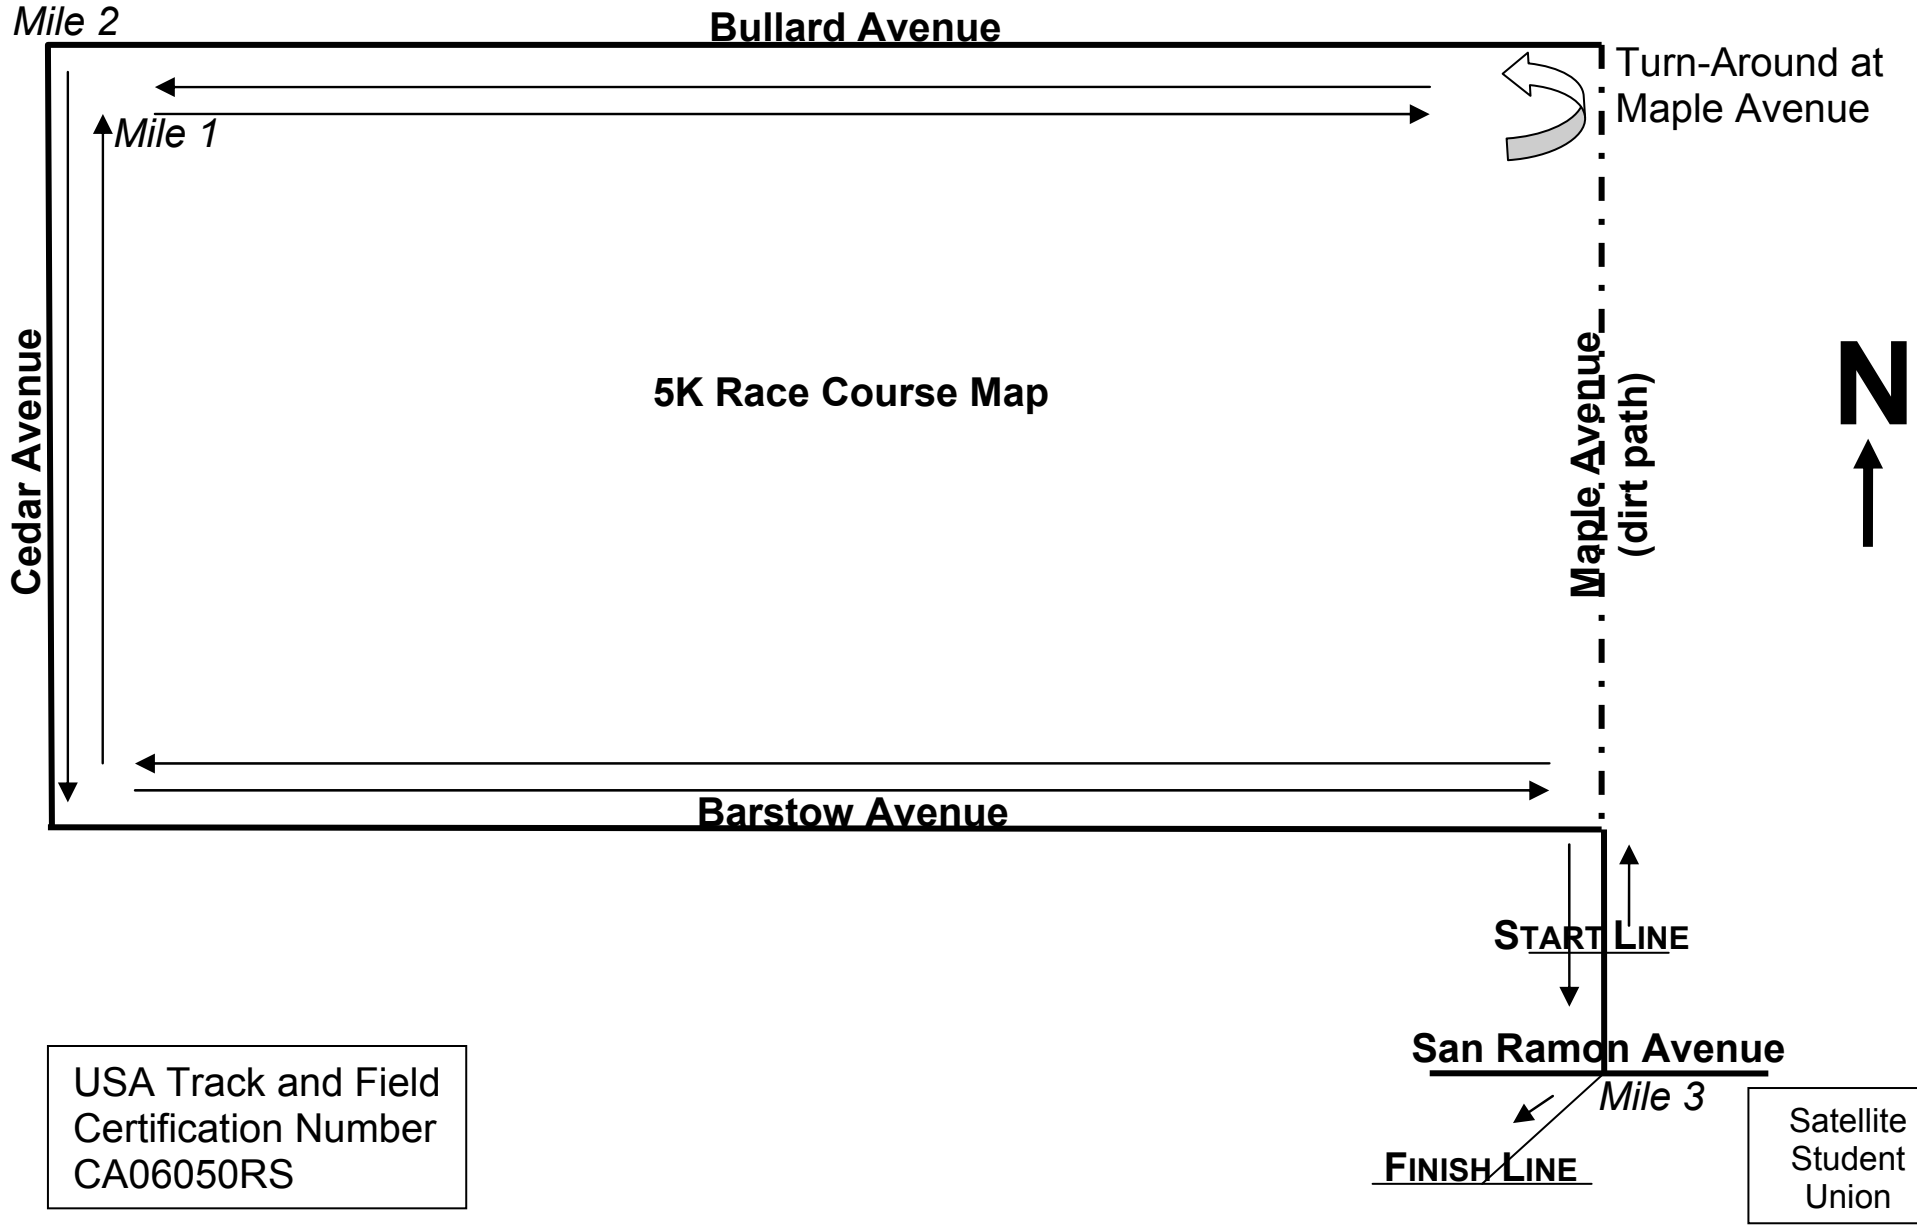 Mile 2
Bullard Avenue
Turn-Around at
Maple Avenue
Mile 1
Cedar Avenue
5K Race Course Map
Maple Avenue
(dirt path)
N
Barstow Avenue
START LINE
San Ramon Avenue
Mile 3
FINISH LINE
USA Track and Field
Certification Number
CA06050RS
Satellite
Student
Union